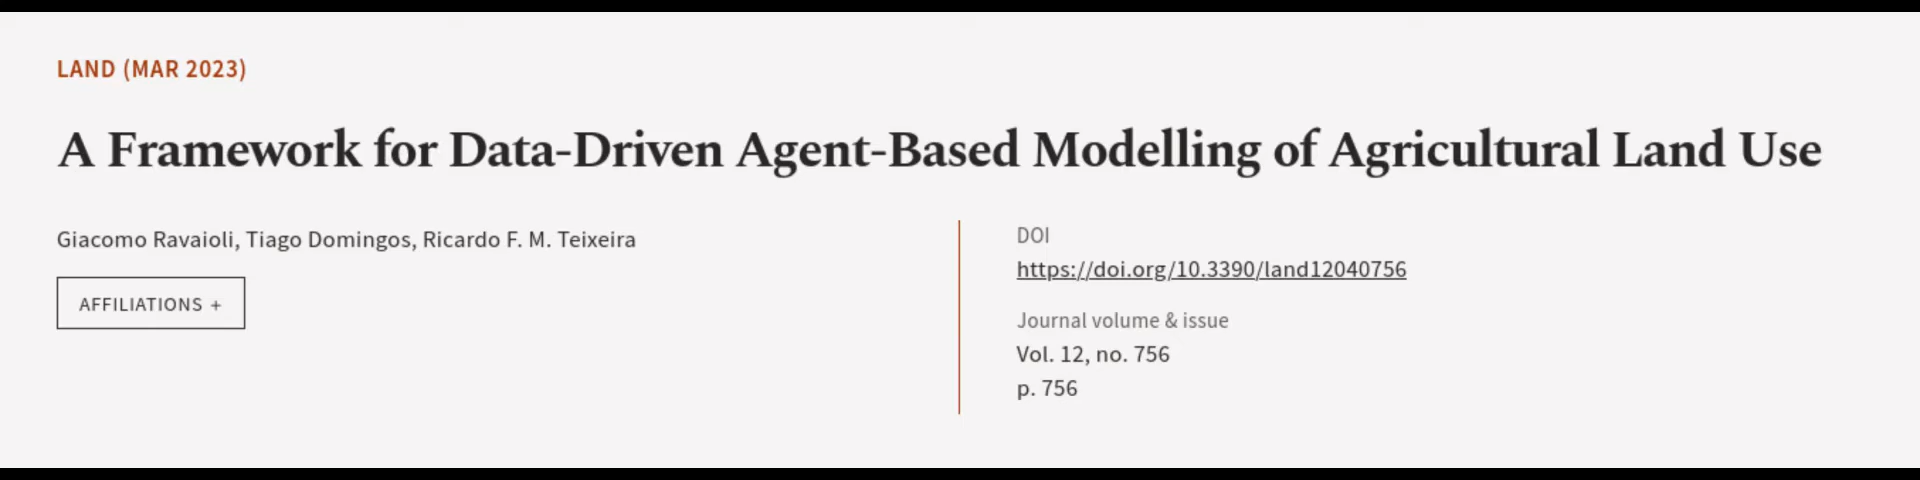 LAND (MAR 2023)
A Framework for Data-Driven Agent-Based Modelling of Agricultural Land Use
Giacomo Ravaioli, Tiago Domingos, Ricardo F. M. Teixeira
AFFILIATIONS +
DOI
https://doi.org/10.3390/land12040756
Journal volume & issue
Vol. 12, no. 756
p. 756